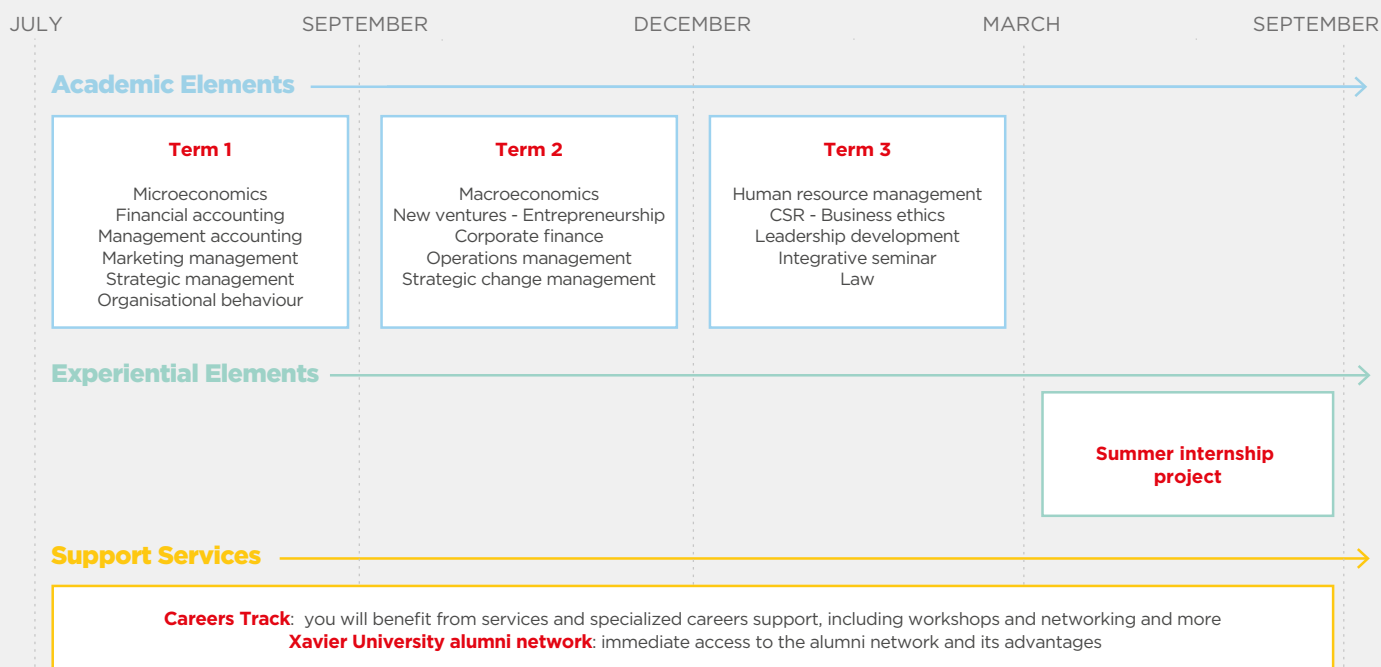 JULY SEPTEMBER DECEMBER MARCH SEPTEMBER
Academic Elements
Term 1
Microeconomics
Financial accounting
Management accounting
Marketing management
Strategic management
Organisational behaviour
Term 2
Macroeconomics
New ventures - Entrepreneurship
Corporate finance
Operations management
Strategic change management
Term 3
Human resource management
CSR - Business ethics
Leadership development
Integrative seminar
Law
Experiential Elements
Summer internship
project
Support Services
Careers Track: you will benefit from services and specialized careers support, including workshops and networking and more
Xavier University alumni network: immediate access to the alumni network and its advantages